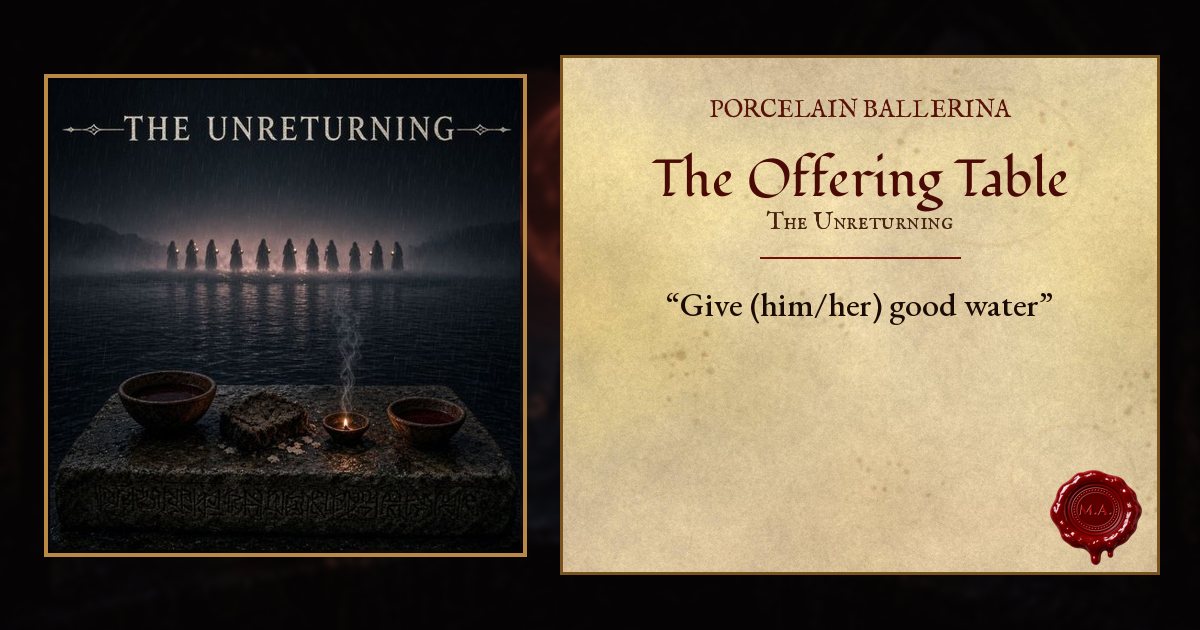 THE UNRETURNING
PORCELAIN BALLERINA
The Offering Table
The Unreturning
“Give (him/her) good water”
M.A.